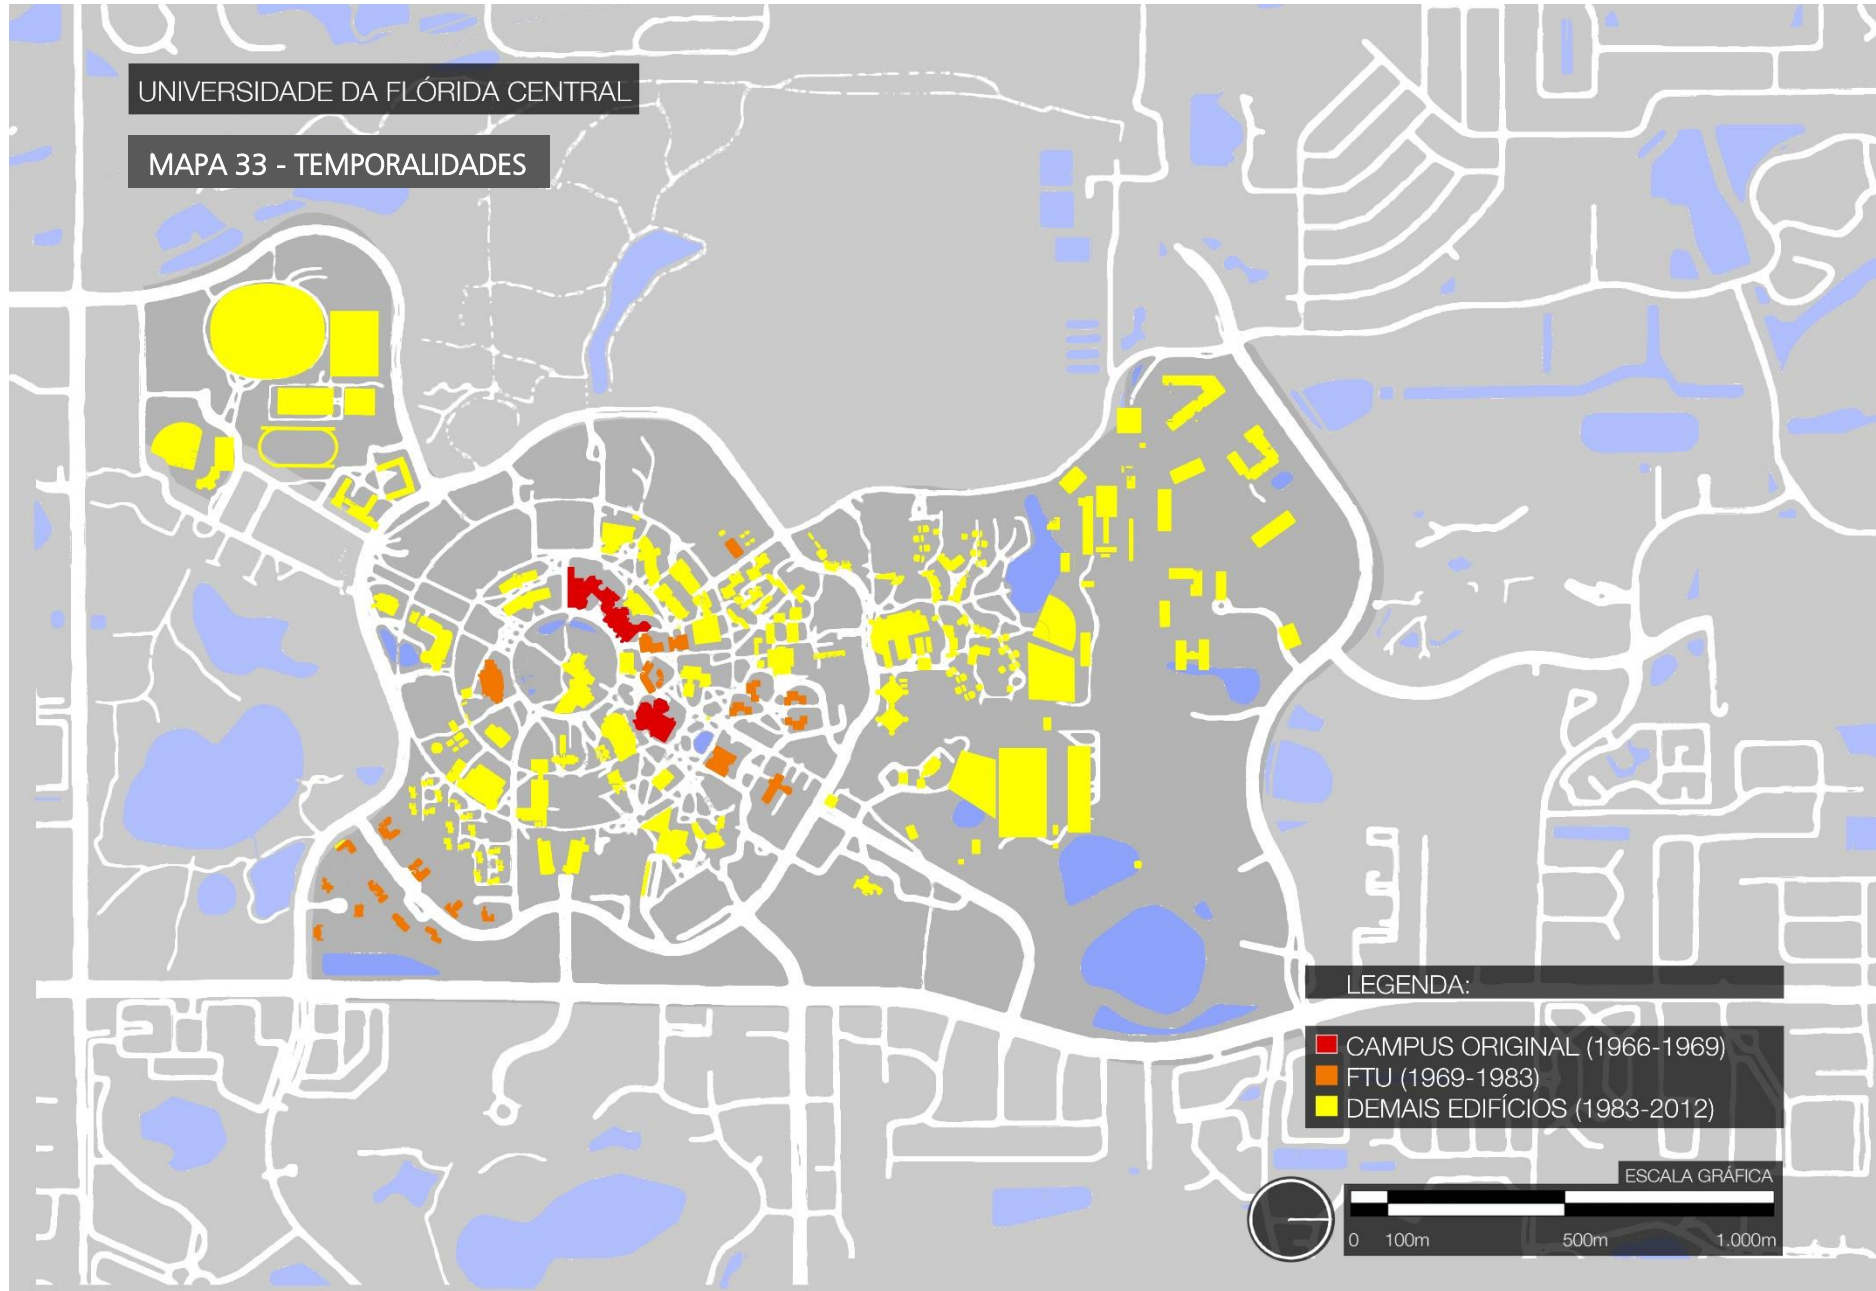 UNIVERSIDADE DA FLÓRIDA CENTRAL
MAPA 33 - TEMPORALIDADES
LEGENDA:
CAMPUS ORIGINAL (1966-1969)
FTU (1969-1983)
DEMAIS EDIFÍCIOS (1983-2012)
ESCALA GRÁFICA
0 100m 500m 1.000m